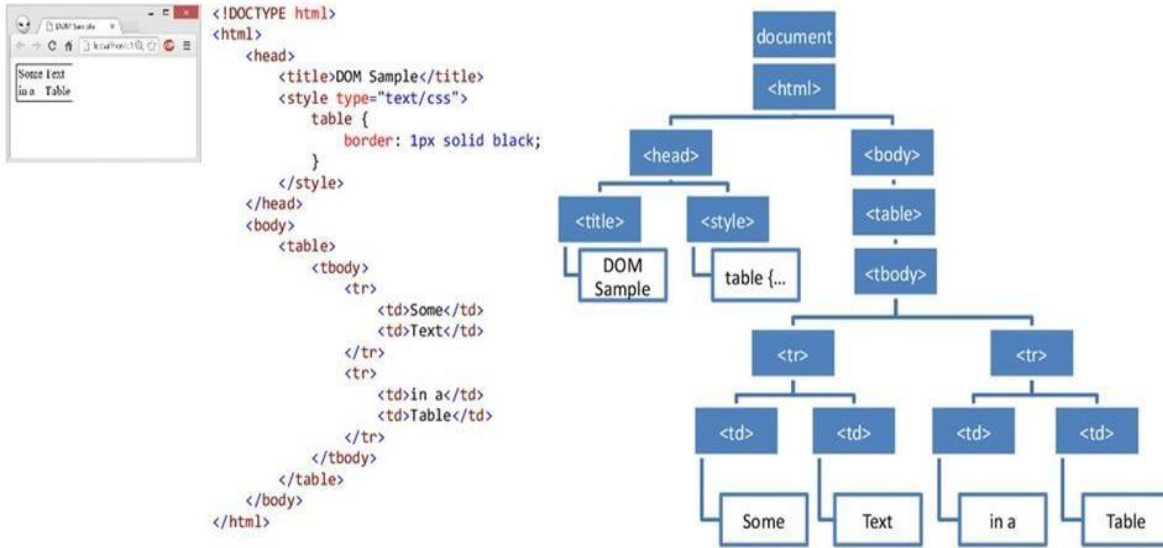 DOM Sample
Some Text
in a Table
<!DOCTYPE html>
<html>
<head>
<title>DOM Sample</title>
<style type="text/css">
table {
border: 1px solid black;
}
</style>
</head>
<body>
<table>
<tbody>
<tr>
<td>Some</td>
<td>Text</td>
</tr>
<tr>
<td>in a</td>
<td>Table</td>
</tr>
</tbody>
</table>
</body>
</html>
document
<html>
<head> <body>
<title> <style> <table>
DOM
Sample
table {...
<tbody>
<tr> <tr>
<td> <td> <td> <td>
Some Text in a Table